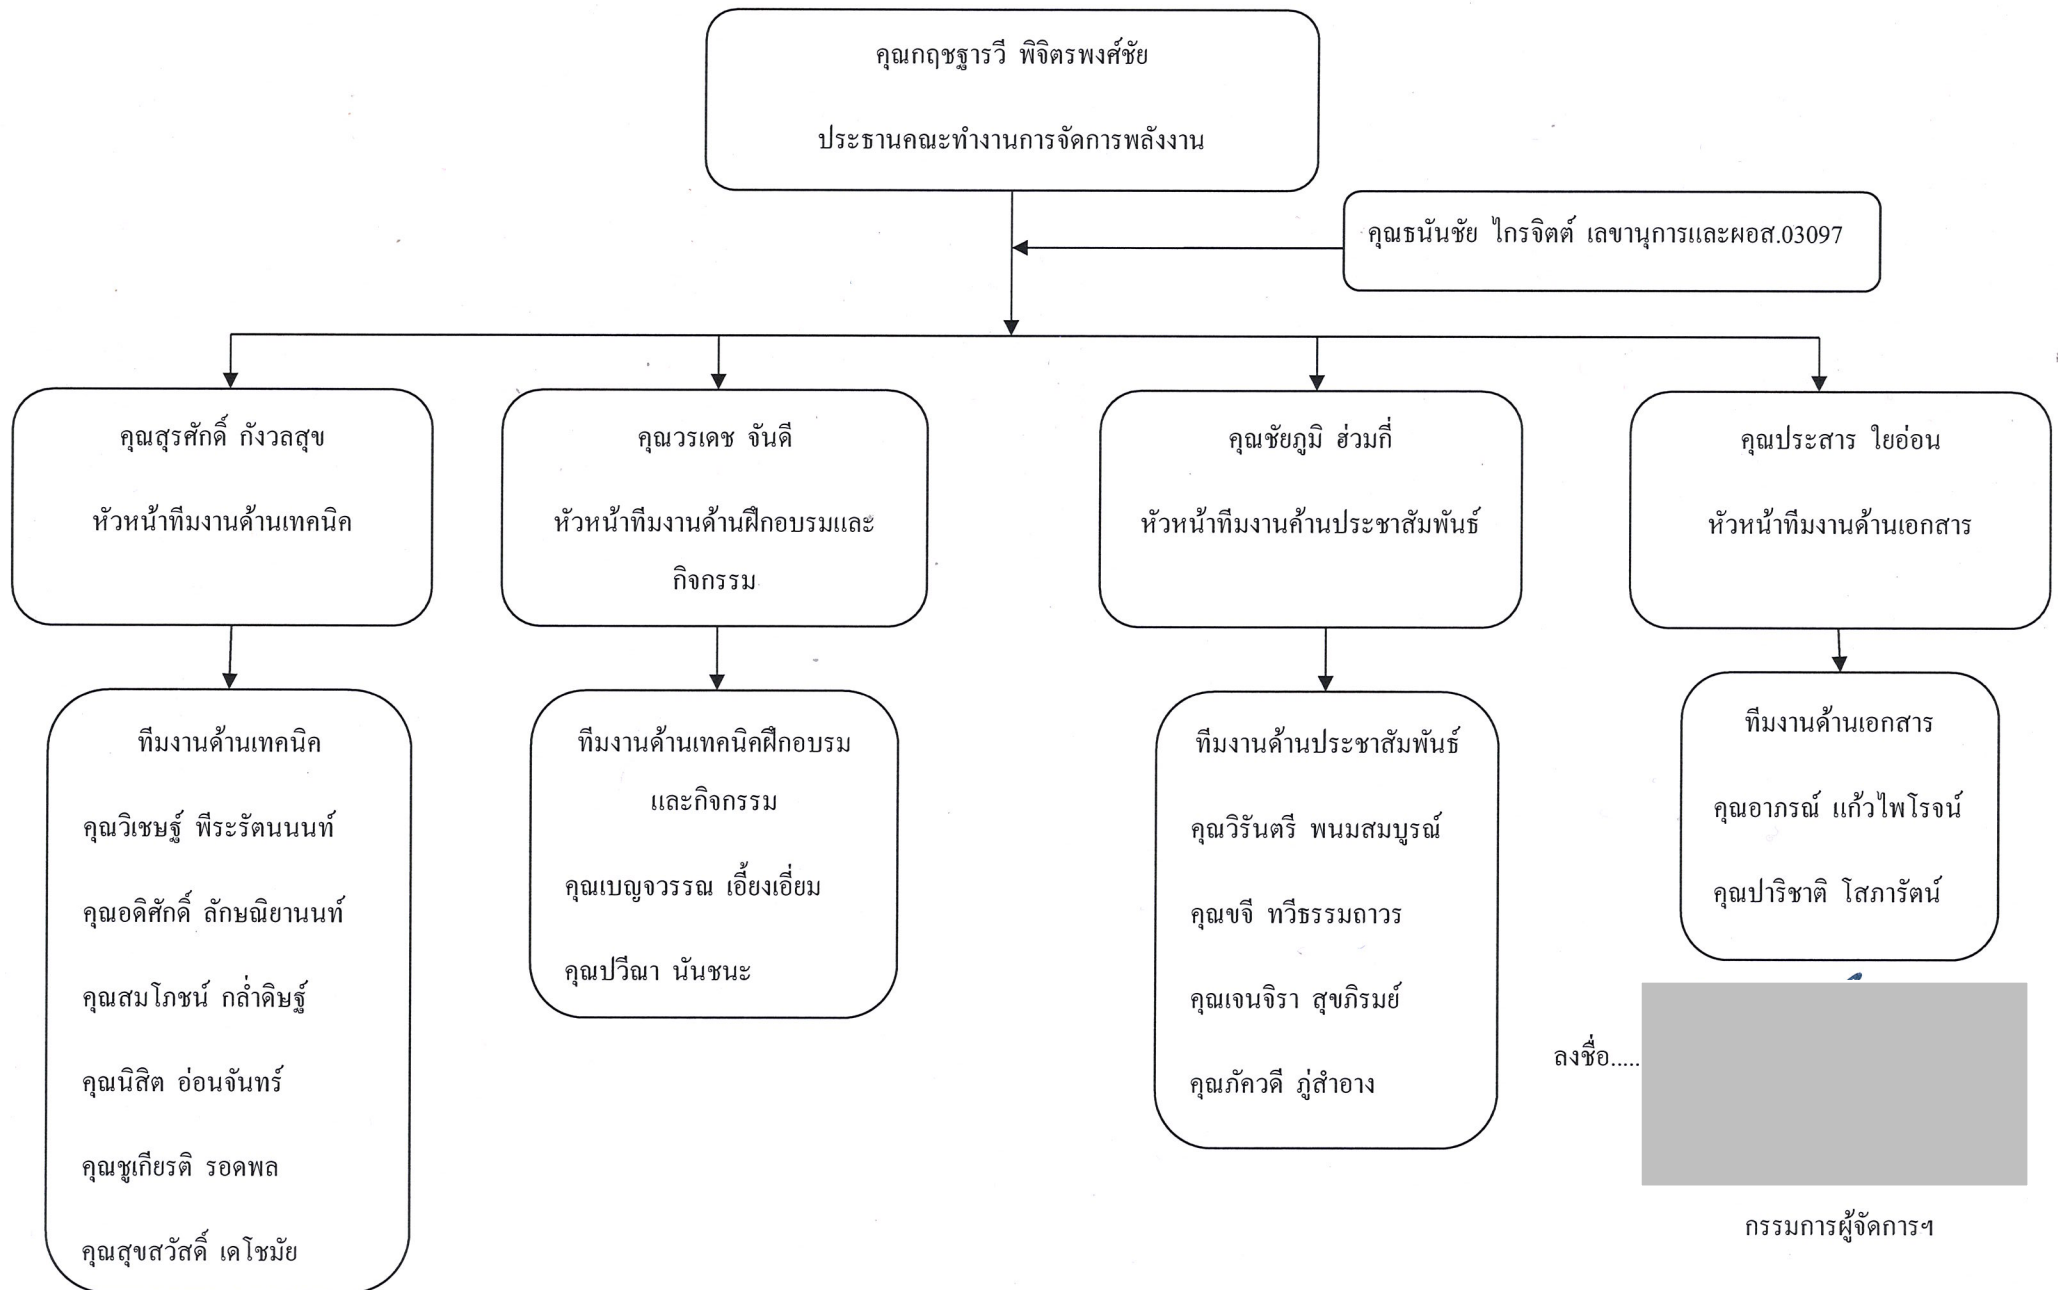 คุณกฤชฐารวี พิจิตรพงศ์ชัย
ประธานคณะทำงานการจัดการพลังงาน
คุณธนันชัย ไกรจิตต์ เลขานุการและผอส.03097
คุณสุรศักดิ์ กังวลสุข
หัวหน้าทีมงานด้านเทคนิค
คุณวรเดช จันดี
หัวหน้าทีมงานด้านฝึกอบรมและ
กิจกรรม
คุณชัยภูมิ ฮ่วมกี่
หัวหน้าทีมงานค้านประชาสัมพันธ์
คุณประสาร ใยอ่อน
หัวหน้าทีมงานด้านเอกสาร
ทีมงานด้านเทคนิค
คุณวิเชษฐ์ พีระรัตนนนท์
คุณอดิศักดิ์ ลักษณิยานนท์
คุณสมโภชน์ กล่ำดิษฐ์
คุณนิสิต อ่อนจันทร์
คุณชูเกียรติ รอดพล
คุณสุขสวัสดิ์ เดโชมัย
ทีมงานด้านเทคนิคฝึกอบรม
และกิจกรรม
คุณเบญจวรรณ เอี้ยงเอี่ยม
คุณปวีณา นันชนะ
ทีมงานด้านประชาสัมพันธ์
คุณวิรันตรี พนมสมบูรณ์
คุณขจี ทวีธรรมถาวร
คุณเจนจิรา สุขภิรมย์
คุณภัควดี ภู่สำอาง
ทีมงานด้านเอกสาร
คุณอาภรณ์ แก้วไพโรจน์
คุณปาริชาติ โสภารัตน์
ลงชื่อ.....
กรรมการผู้จัดการฯ